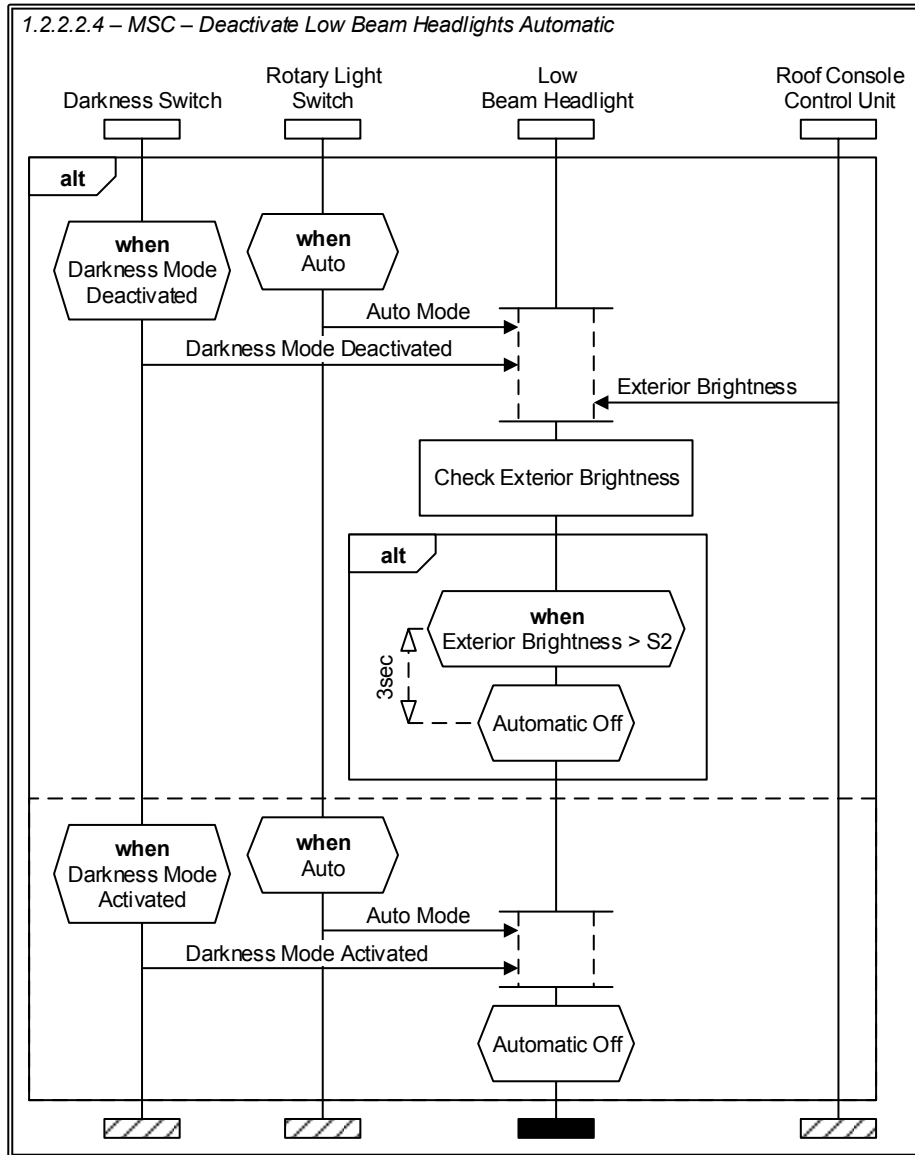 1.2.2.2.4 – MSC – Deactivate Low Beam Headlights Automatic
Darkness Switch
Rotary Light
Switch
Low
Beam Headlight
Roof Console
Control Unit
alt
when
Darkness Mode
Deactivated
when
Auto
Auto Mode
Darkness Mode Deactivated
Exterior Brightness
Check Exterior Brightness
alt
when
Exterior Brightness > S2
3sec
Automatic Off
when
Darkness Mode
Activated
when
Auto
Auto Mode
Darkness Mode Activated
Automatic Off